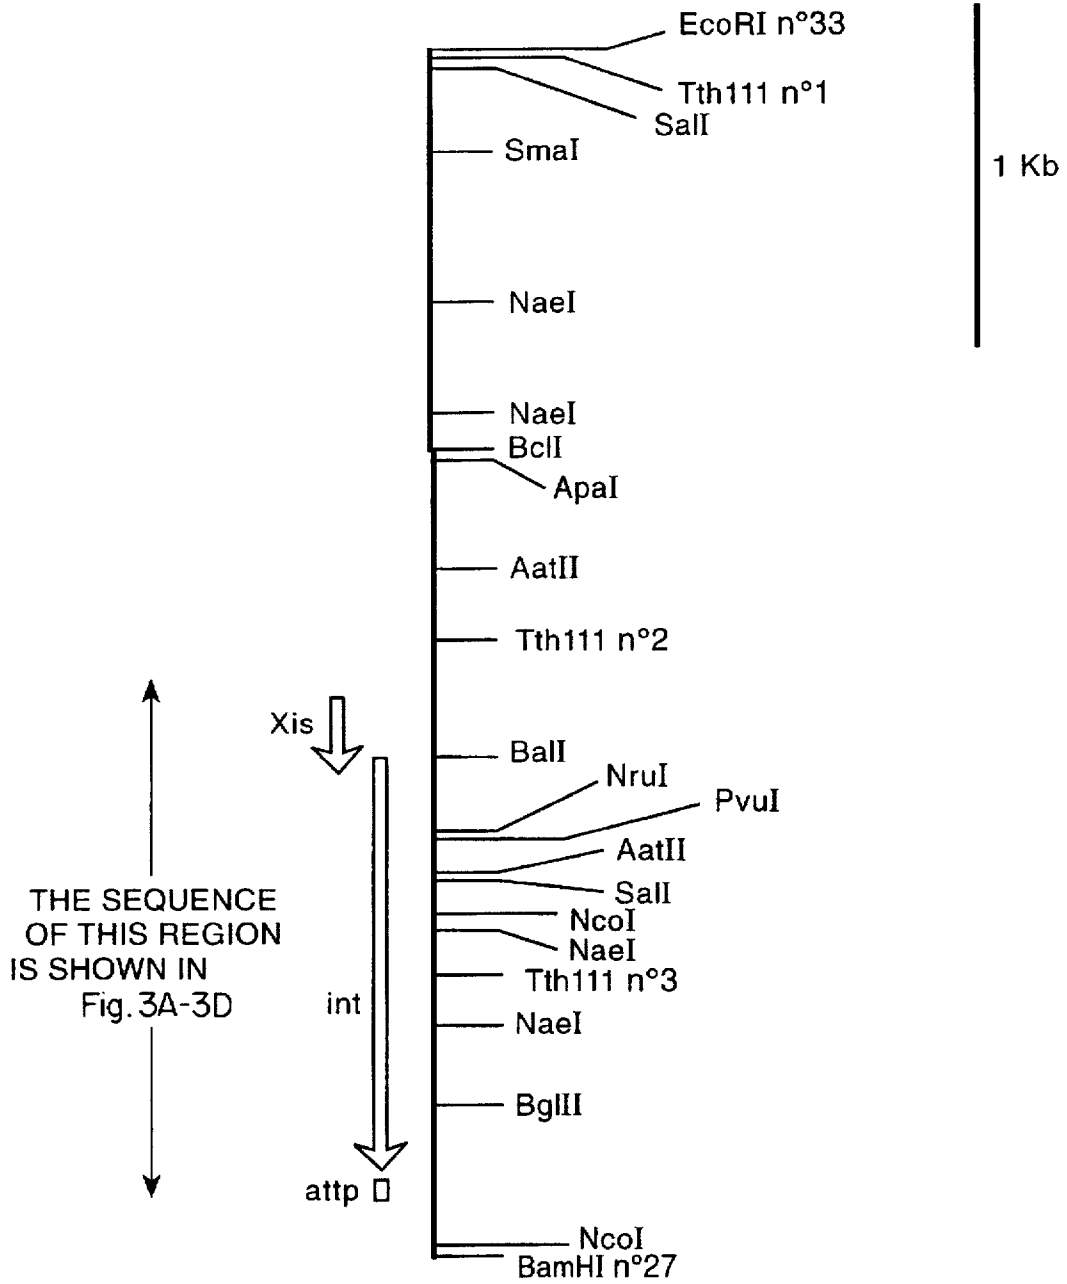 EcoRI n°33
Tth111 n°1
SalI
SmaI
1 Kb
NaeI
NaeI
BclI
ApaI
AatII
Tth111 n°2
Xis
BalI
NruI
PvuI
AatII
SalI
THE SEQUENCE
OF THIS REGION
IS SHOWN IN
Fig. 3A-3D
NcoI
NaeI
Tth111 n°3
int
NaeI
BglII
attp
NcoI
BamHI n°27